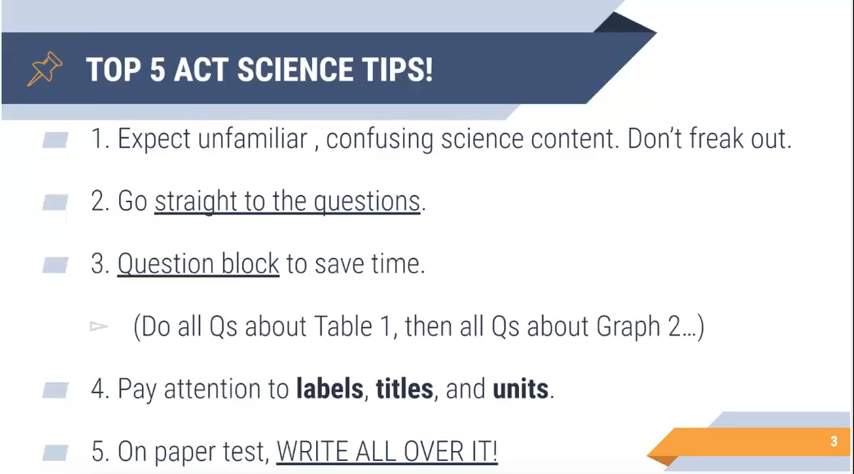 TOP 5 ACT SCIENCE TIPS!
1. Expect unfamiliar , confusing science content. Don't freak out.
2. Go straight to the questions.
3. Question block to save time.
(Do all Qs about Table 1, then all Qs about Graph 2...)
4. Pay attention to labels, titles, and units.
5. On paper test, WRITE ALL OVER IT!
3